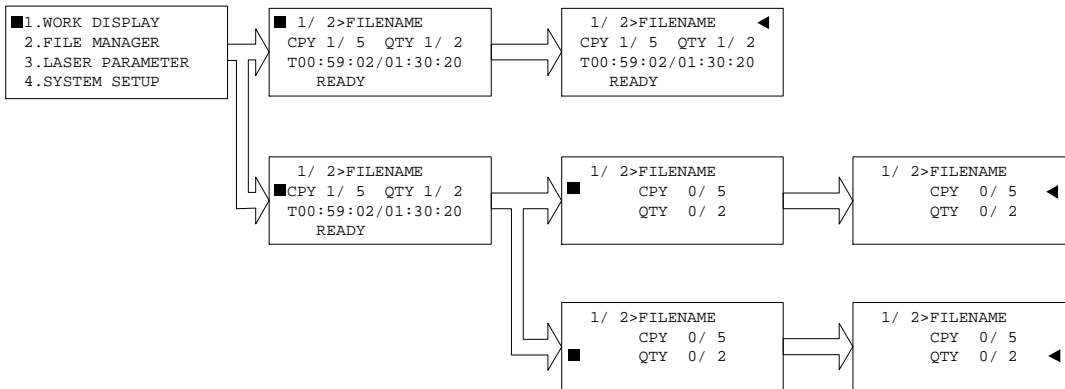 1.WORK DISPLAY
2.FILE MANAGER
3.LASER PARAMETER
4.SYSTEM SETUP
1/ 2>FILENAME
CPY 1/ 5 QTY 1/ 2
T00:59:02/01:30:20
READY
1/ 2>FILENAME
CPY 1/ 5 QTY 1/ 2
T00:59:02/01:30:20
READY
1/ 2>FILENAME
CPY 1/ 5 QTY 1/ 2
T00:59:02/01:30:20
READY
1/ 2>FILENAME
CPY 0/ 5
QTY 0/ 2
1/ 2>FILENAME
CPY 0/ 5
QTY 0/ 2
1/ 2>FILENAME
CPY 0/ 5
QTY 0/ 2
1/ 2>FILENAME
CPY 0/ 5
QTY 0/ 2